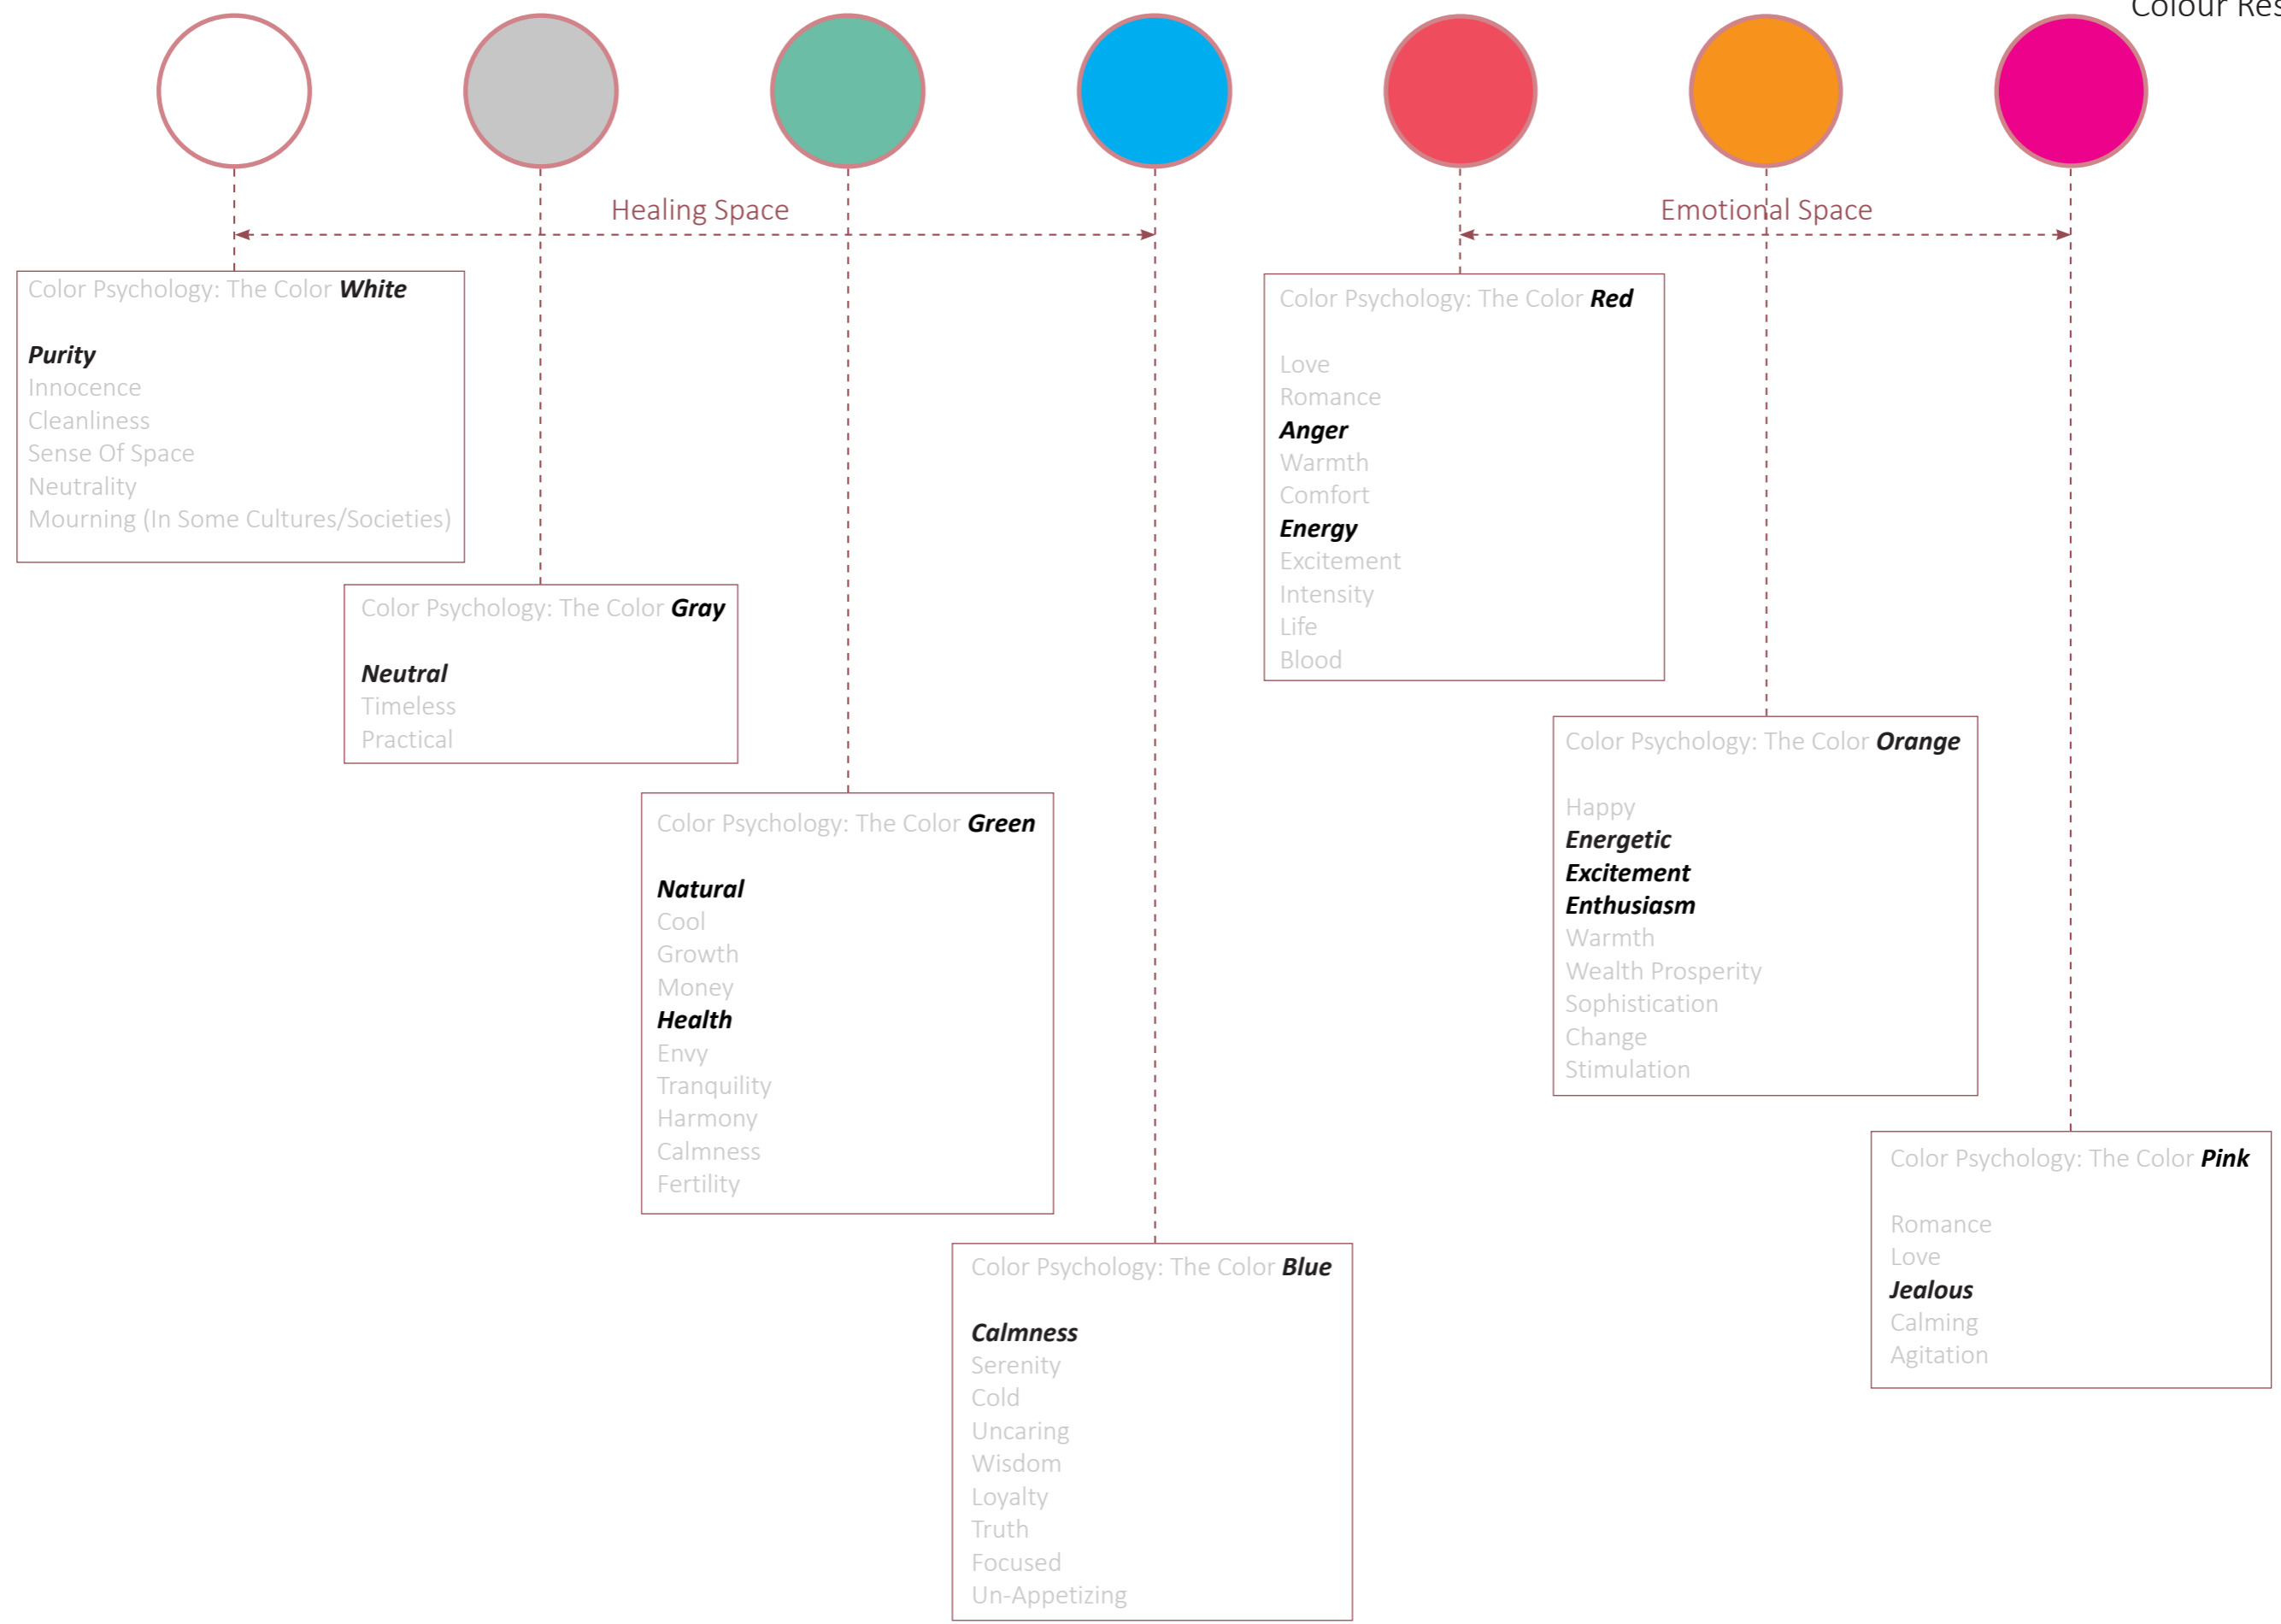 Colour Res
Healing Space
Emotional Space
Color Psychology: The Color White
Purity
Innocence
Cleanliness
Sense Of Space
Neutrality
Mourning (In Some Cultures/Societies)
Color Psychology: The Color Gray
Neutral
Timeless
Practical
Color Psychology: The Color Green
Natural
Cool
Growth
Money
Health
Envy
Tranquility
Harmony
Calmness
Fertility
Color Psychology: The Color Blue
Calmness
Serenity
Cold
Uncaring
Wisdom
Loyalty
Truth
Focused
Un-Appetizing
Color Psychology: The Color Red
Love
Romance
Anger
Warmth
Comfort
Energy
Excitement
Intensity
Life
Blood
Color Psychology: The Color Orange
Happy
Energetic
Excitement
Enthusiasm
Warmth
Wealth Prosperity
Sophistication
Change
Stimulation
Color Psychology: The Color Pink
Romance
Love
Jealous
Calming
Agitation